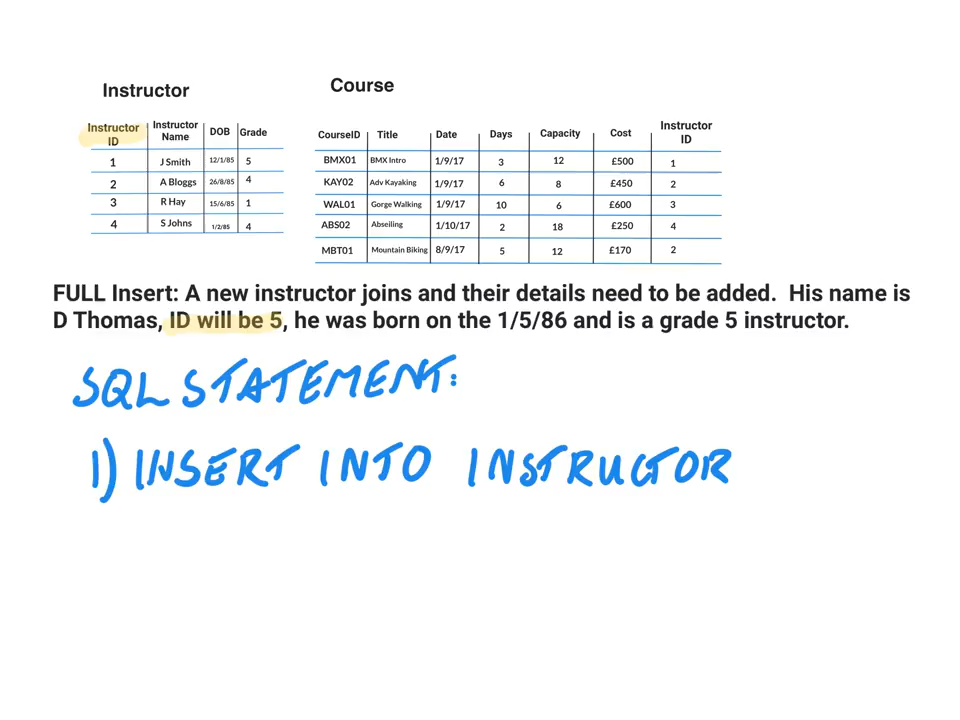 Instructor
Course
Instructor ID | Instructor Name | DOB | Grade
1 | J Smith | 12/1/85 | 5
2 | A Bloggs | 26/8/85 | 4
3 | R Hay | 15/6/85 | 1
4 | S Johns | 1/2/85 | 4
CourseID | Title | Date | Days | Capacity | Cost | Instructor ID
BMX01 | BMX Intro | 1/9/17 | 3 | 12 | £500 | 1
KAY02 | Adv Kayaking | 1/9/17 | 6 | 8 | £450 | 2
WAL01 | Gorge Walking | 1/9/17 | 10 | 6 | £600 | 3
ABS02 | Abseiling | 1/10/17 | 2 | 18 | £250 | 4
MBT01 | Mountain Biking | 8/9/17 | 5 | 12 | £170 | 2
FULL Insert: A new instructor joins and their details need to be added. His name is
D Thomas, ID will be 5, he was born on the 1/5/86 and is a grade 5 instructor.
SQL STATEMENT:
1) INSERT INTO INSTRUCTOR